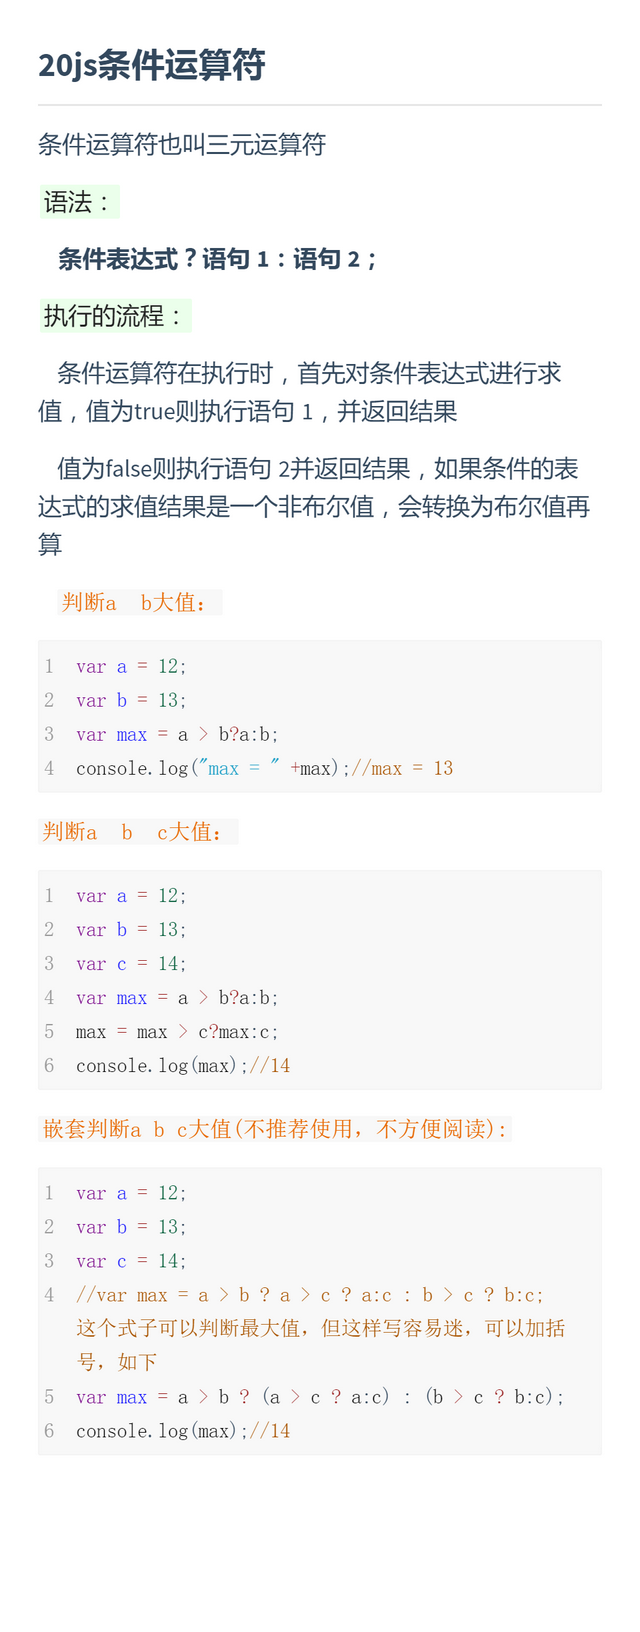 20js条件运算符
条件运算符也叫三元运算符
语法：
条件表达式？语句 1：语句 2；
执行的流程：
条件运算符在执行时，首先对条件表达式进行求
值，值为true则执行语句 1，并返回结果
值为false则执行语句 2并返回结果，如果条件的表
达式的求值结果是一个非布尔值，会转换为布尔值再
算
判断a  b大值：
1 var a = 12;
2 var b = 13;
3 var max = a > b?a:b;
4 console.log("max = " +max);//max = 13
判断a  b  c大值：
1 var a = 12;
2 var b = 13;
3 var c = 14;
4 var max = a > b?a:b;
5 max = max > c?max:c;
6 console.log(max);//14
嵌套判断a b c大值(不推荐使用，不方便阅读)：
1 var a = 12;
2 var b = 13;
3 var c = 14;
4 //var max = a > b ? a > c ? a:c : b > c ? b:c;
这个式子可以判断最大值，但这样写容易迷，可以加括
号，如下
5 var max = a > b ? (a > c ? a:c) : (b > c ? b:c);
6 console.log(max);//14